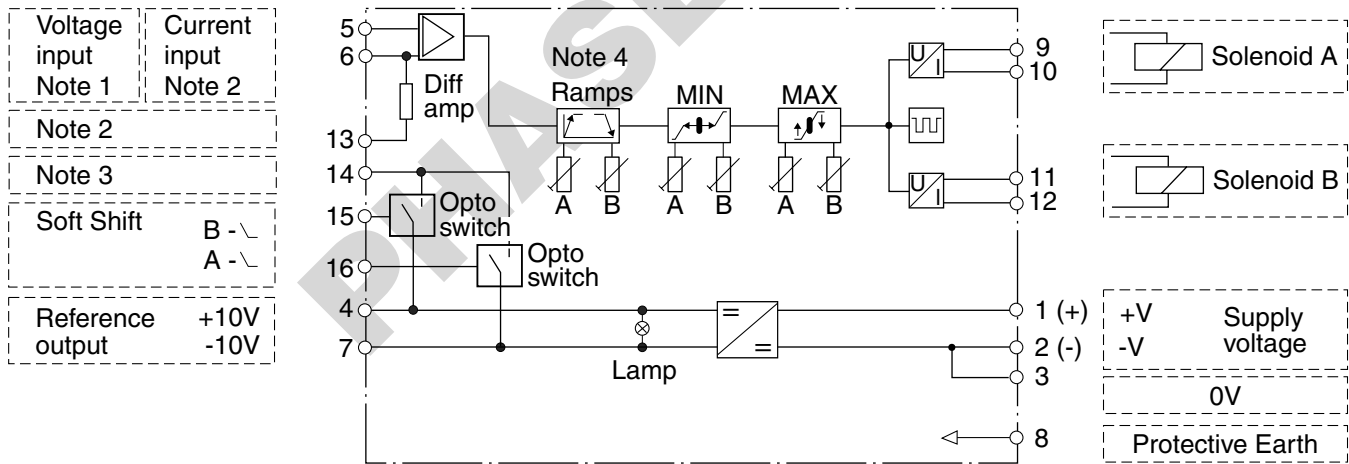 Voltage input Note 1
Current input Note 2
Note 2
Note 3
Soft Shift
B -
A -
Reference output
+10V
-10V
5
6
13
14
15
16
4
7
Diff amp
Opto switch
Opto switch
Note 4
Ramps
MIN
MAX
A
B
A
B
A
B
U
I
U
I
Lamp
=
=
9
10
11
12
1 (+)
2 (-)
3
8
Solenoid A
Solenoid B
+V
-V
Supply voltage
0V
Protective Earth